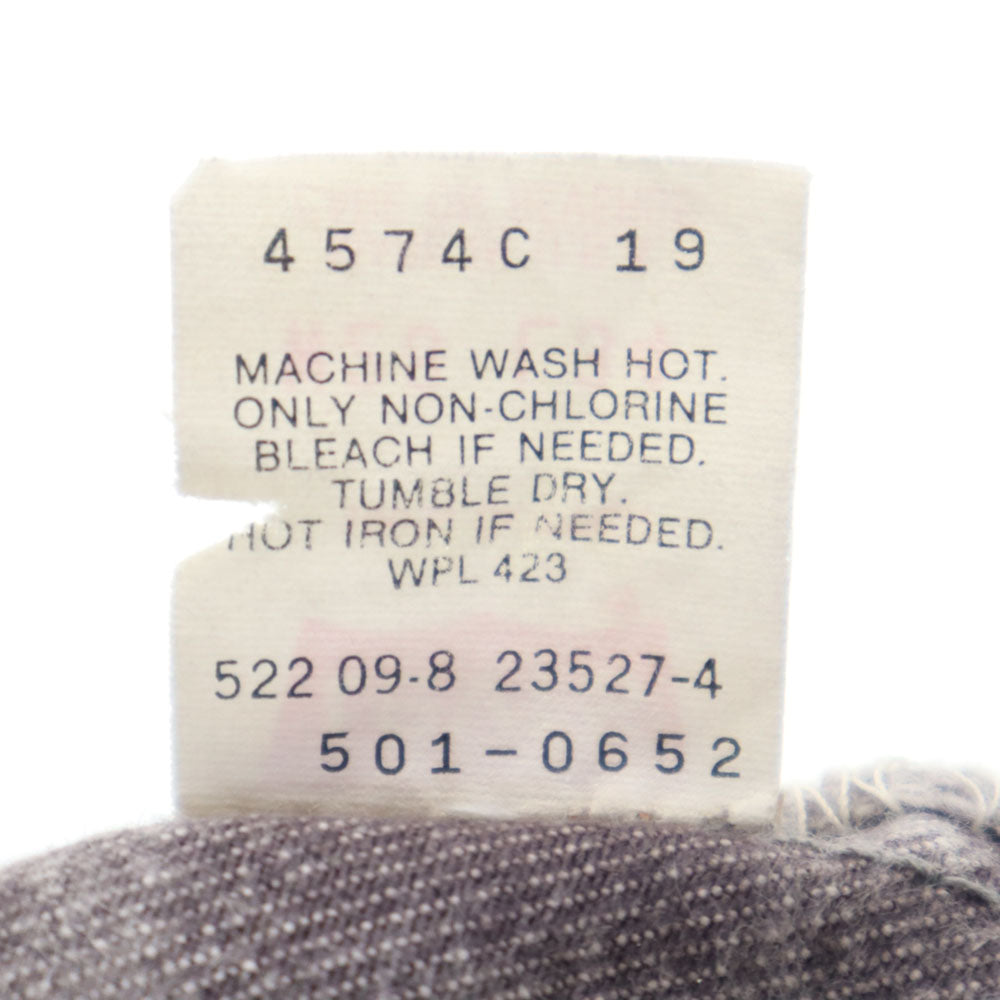 4574C 19
MACHINE WASH HOT.
ONLY NON-CHLORINE
BLEACH IF NEEDED.
TUMBLE DRY.
HOT IRON IF NEEDED.
WPL 423
522 09-8 23527-4
501-0652